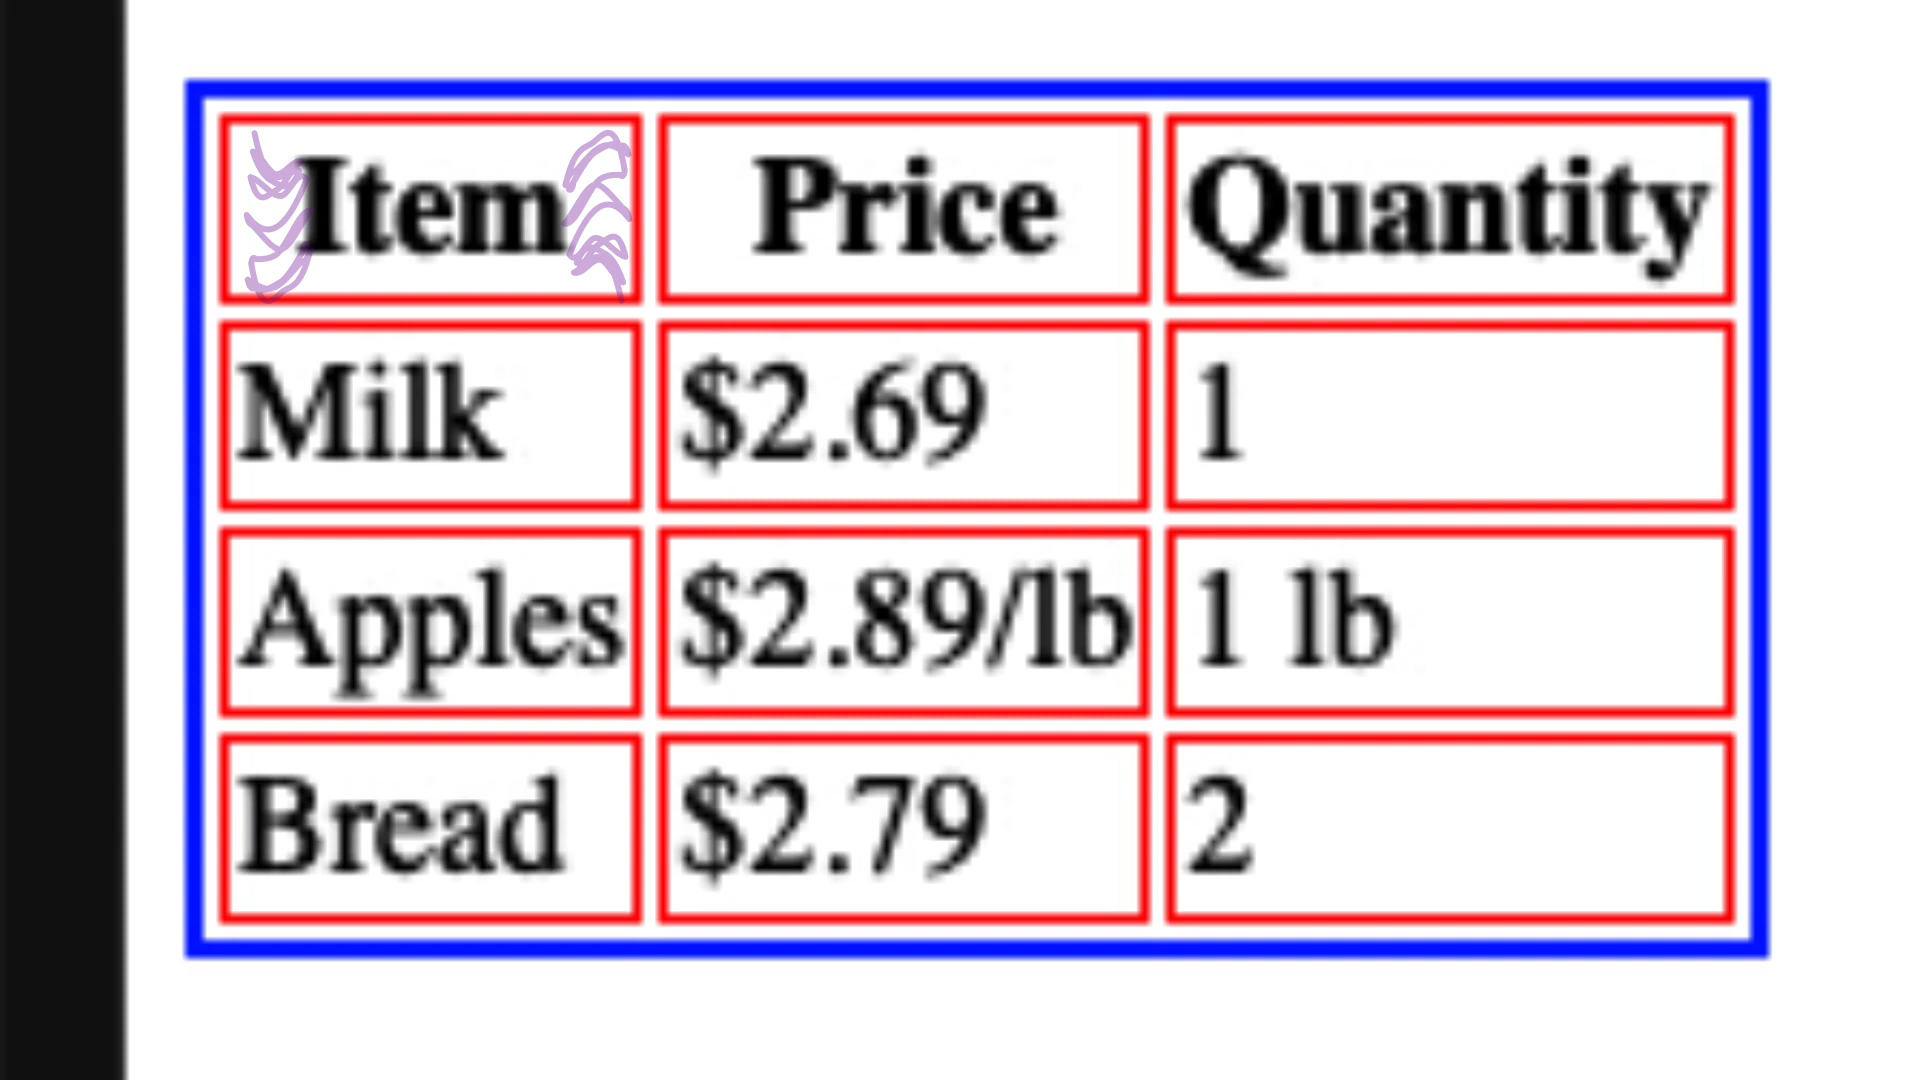 Item Price Quantity
Milk $2.69 1
Apples $2.89/lb 1 lb
Bread $2.79 2